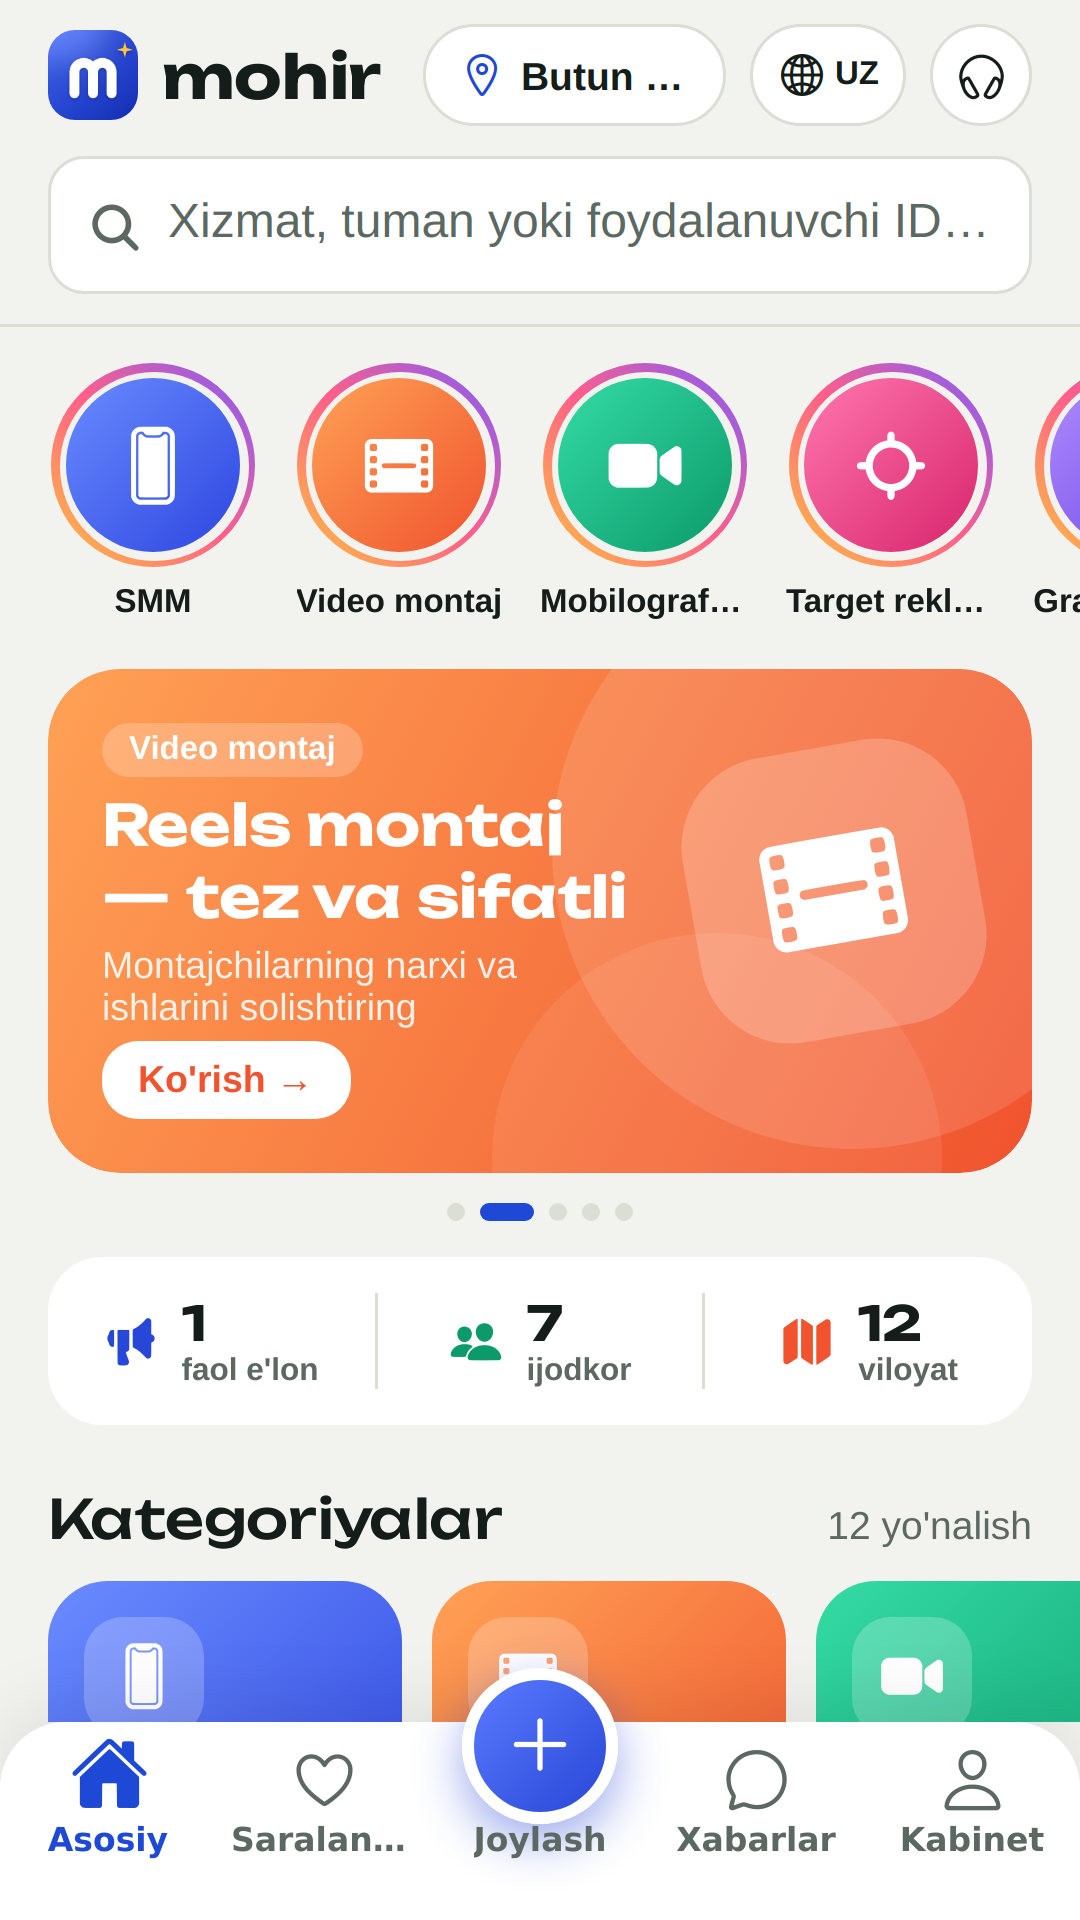 mohir
Butun ...
UZ
Xizmat, tuman yoki foydalanuvchi ID...
SMM
Video montaj
Mobilograf...
Target rekl...
Gra
Video montaj
Reels montaj
— tez va sifatli
Montajchilarning narxi va
ishlarini solishtiring
Ko'rish →
1
faol e'lon
7
ijodkor
12
viloyat
Kategoriyalar
12 yo'nalish
Asosiy
Saralan...
Joylash
Xabarlar
Kabinet